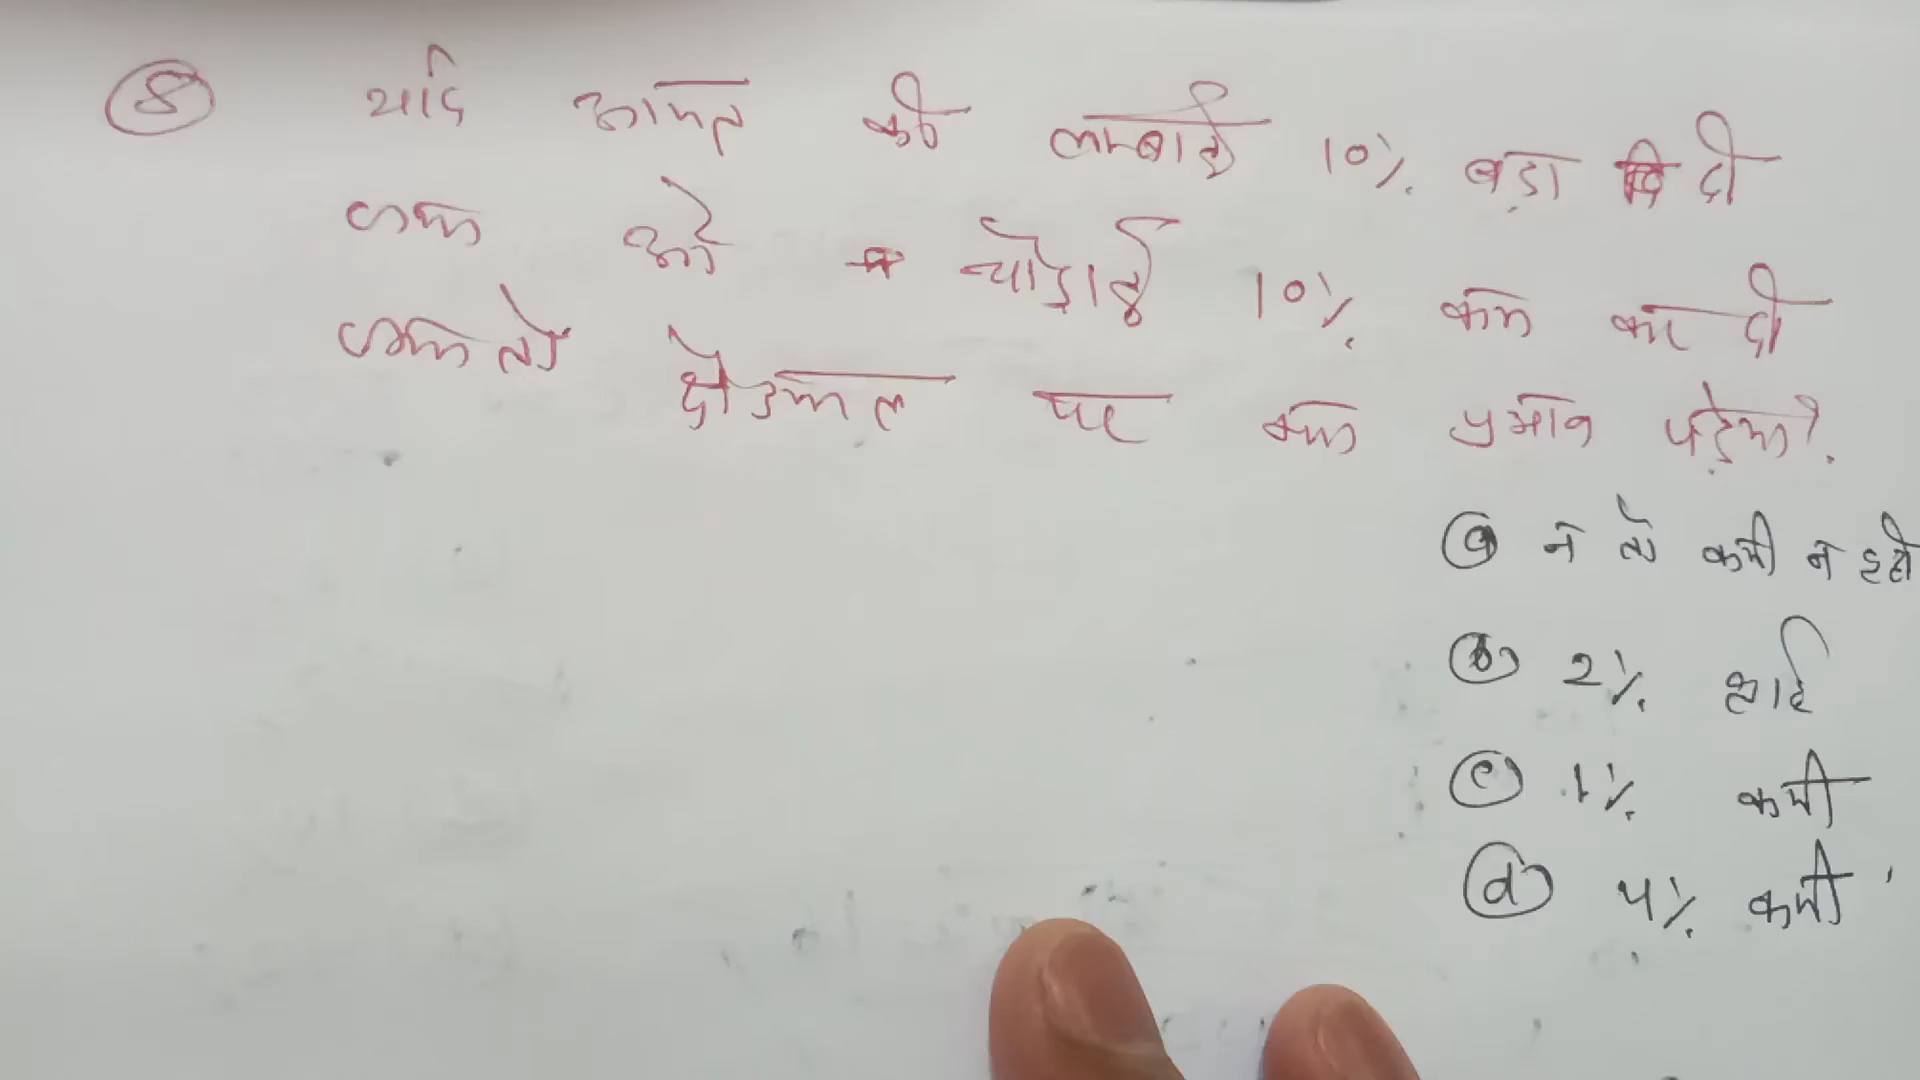 8 यदि आयत की लम्बाई 10% बड़ा दी
जाए और चौड़ाई 10% कम कर दी
जाए तो क्षेत्रफल पर क्या प्रभाव पड़ेगा?
a न तो कमी न
b 2%
c 1% कमी
d 4% कमी